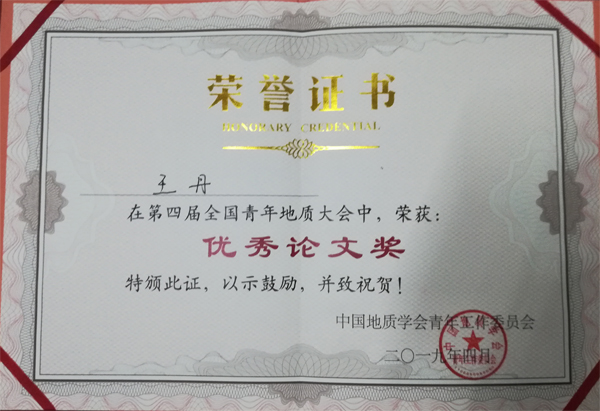 荣誉证书
HONORARY CREDENTIAL
王丹
在第四届全国青年地质大会中，荣获：
优秀论文奖
特颁此证，以示鼓励，并致祝贺！
中国地质学会青年工作委员会
二〇一九年四月